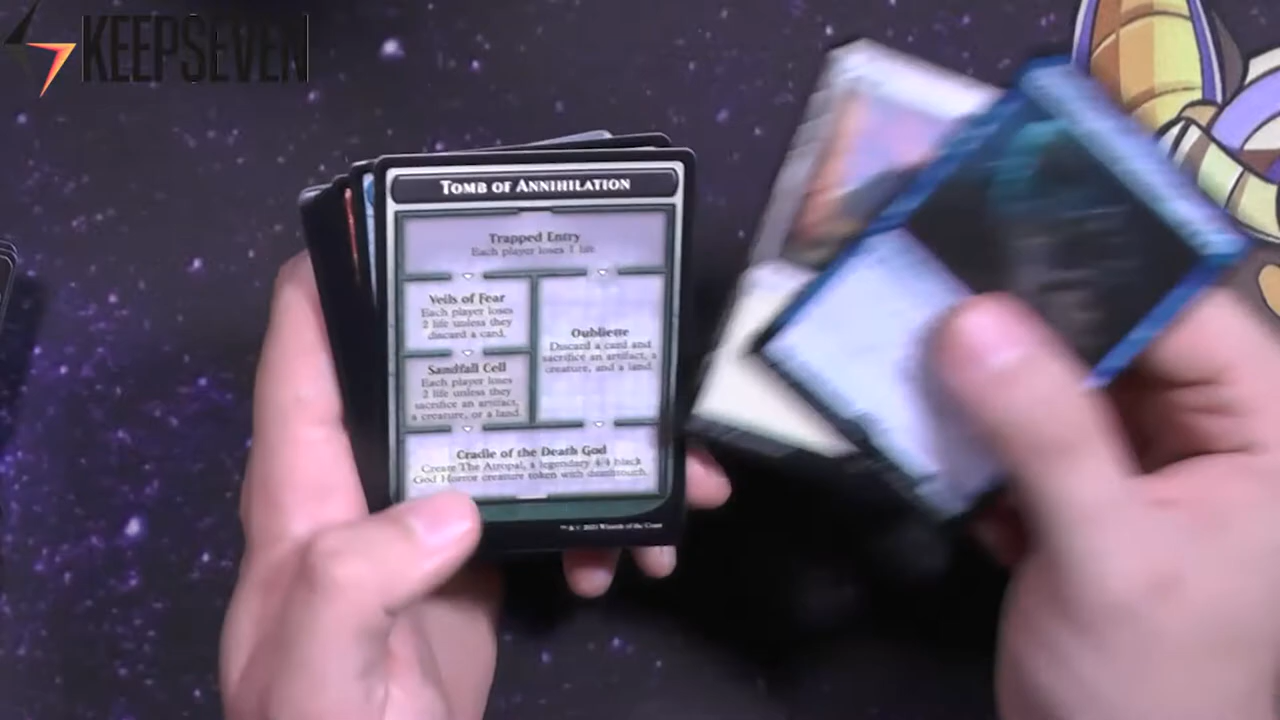 KEEPSEVEN
TOMB OF ANNIHILATION
Trapped Entry
Each player loses 1 life.
Veils of Fear
Each player loses
2 life unless they
discard a card.
Oubliette
Discard a card and
sacrifice an artifact, a
creature, and a land.
Sandfall Cell
Each player loses
2 life unless they
sacrifice an artifact,
a creature, or a land.
Cradle of the Death God
Create The Atropal, a legendary 4/4 black
God Horror creature token with deathtouch.
™ & © 2021 Wizards of the Coast